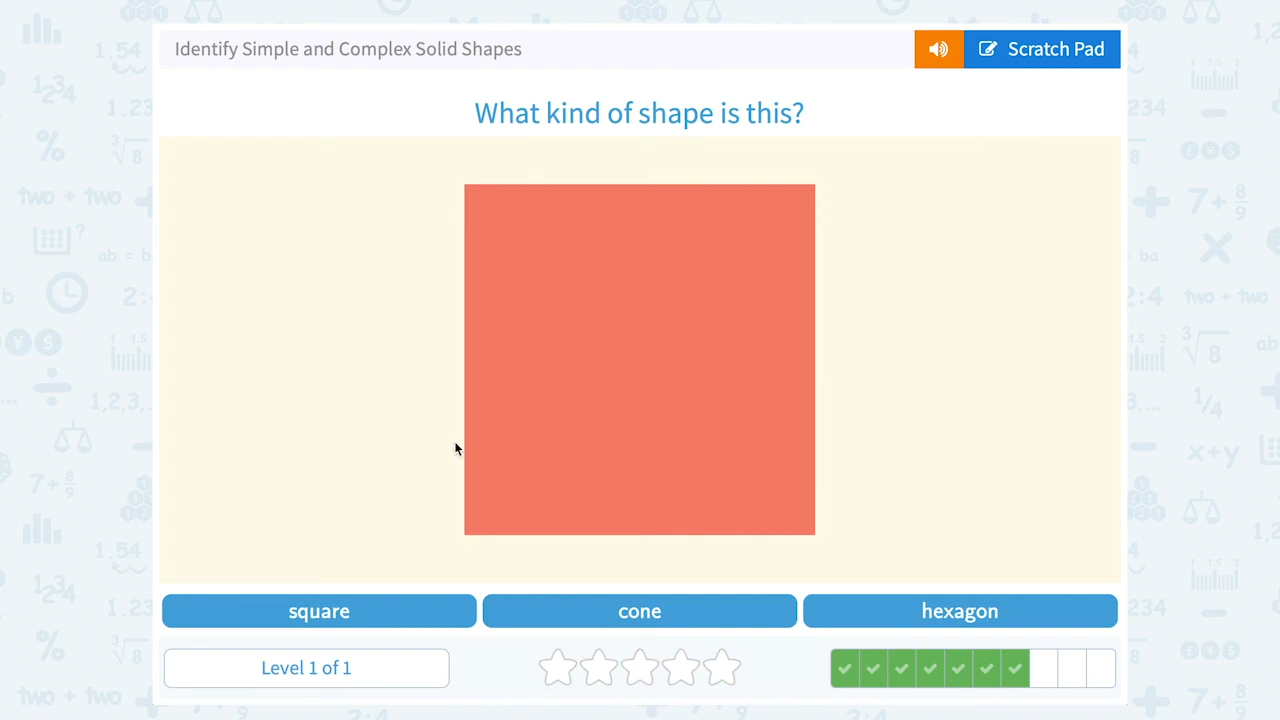 Identify Simple and Complex Solid Shapes
Scratch Pad
What kind of shape is this?
square
cone
hexagon
Level 1 of 1